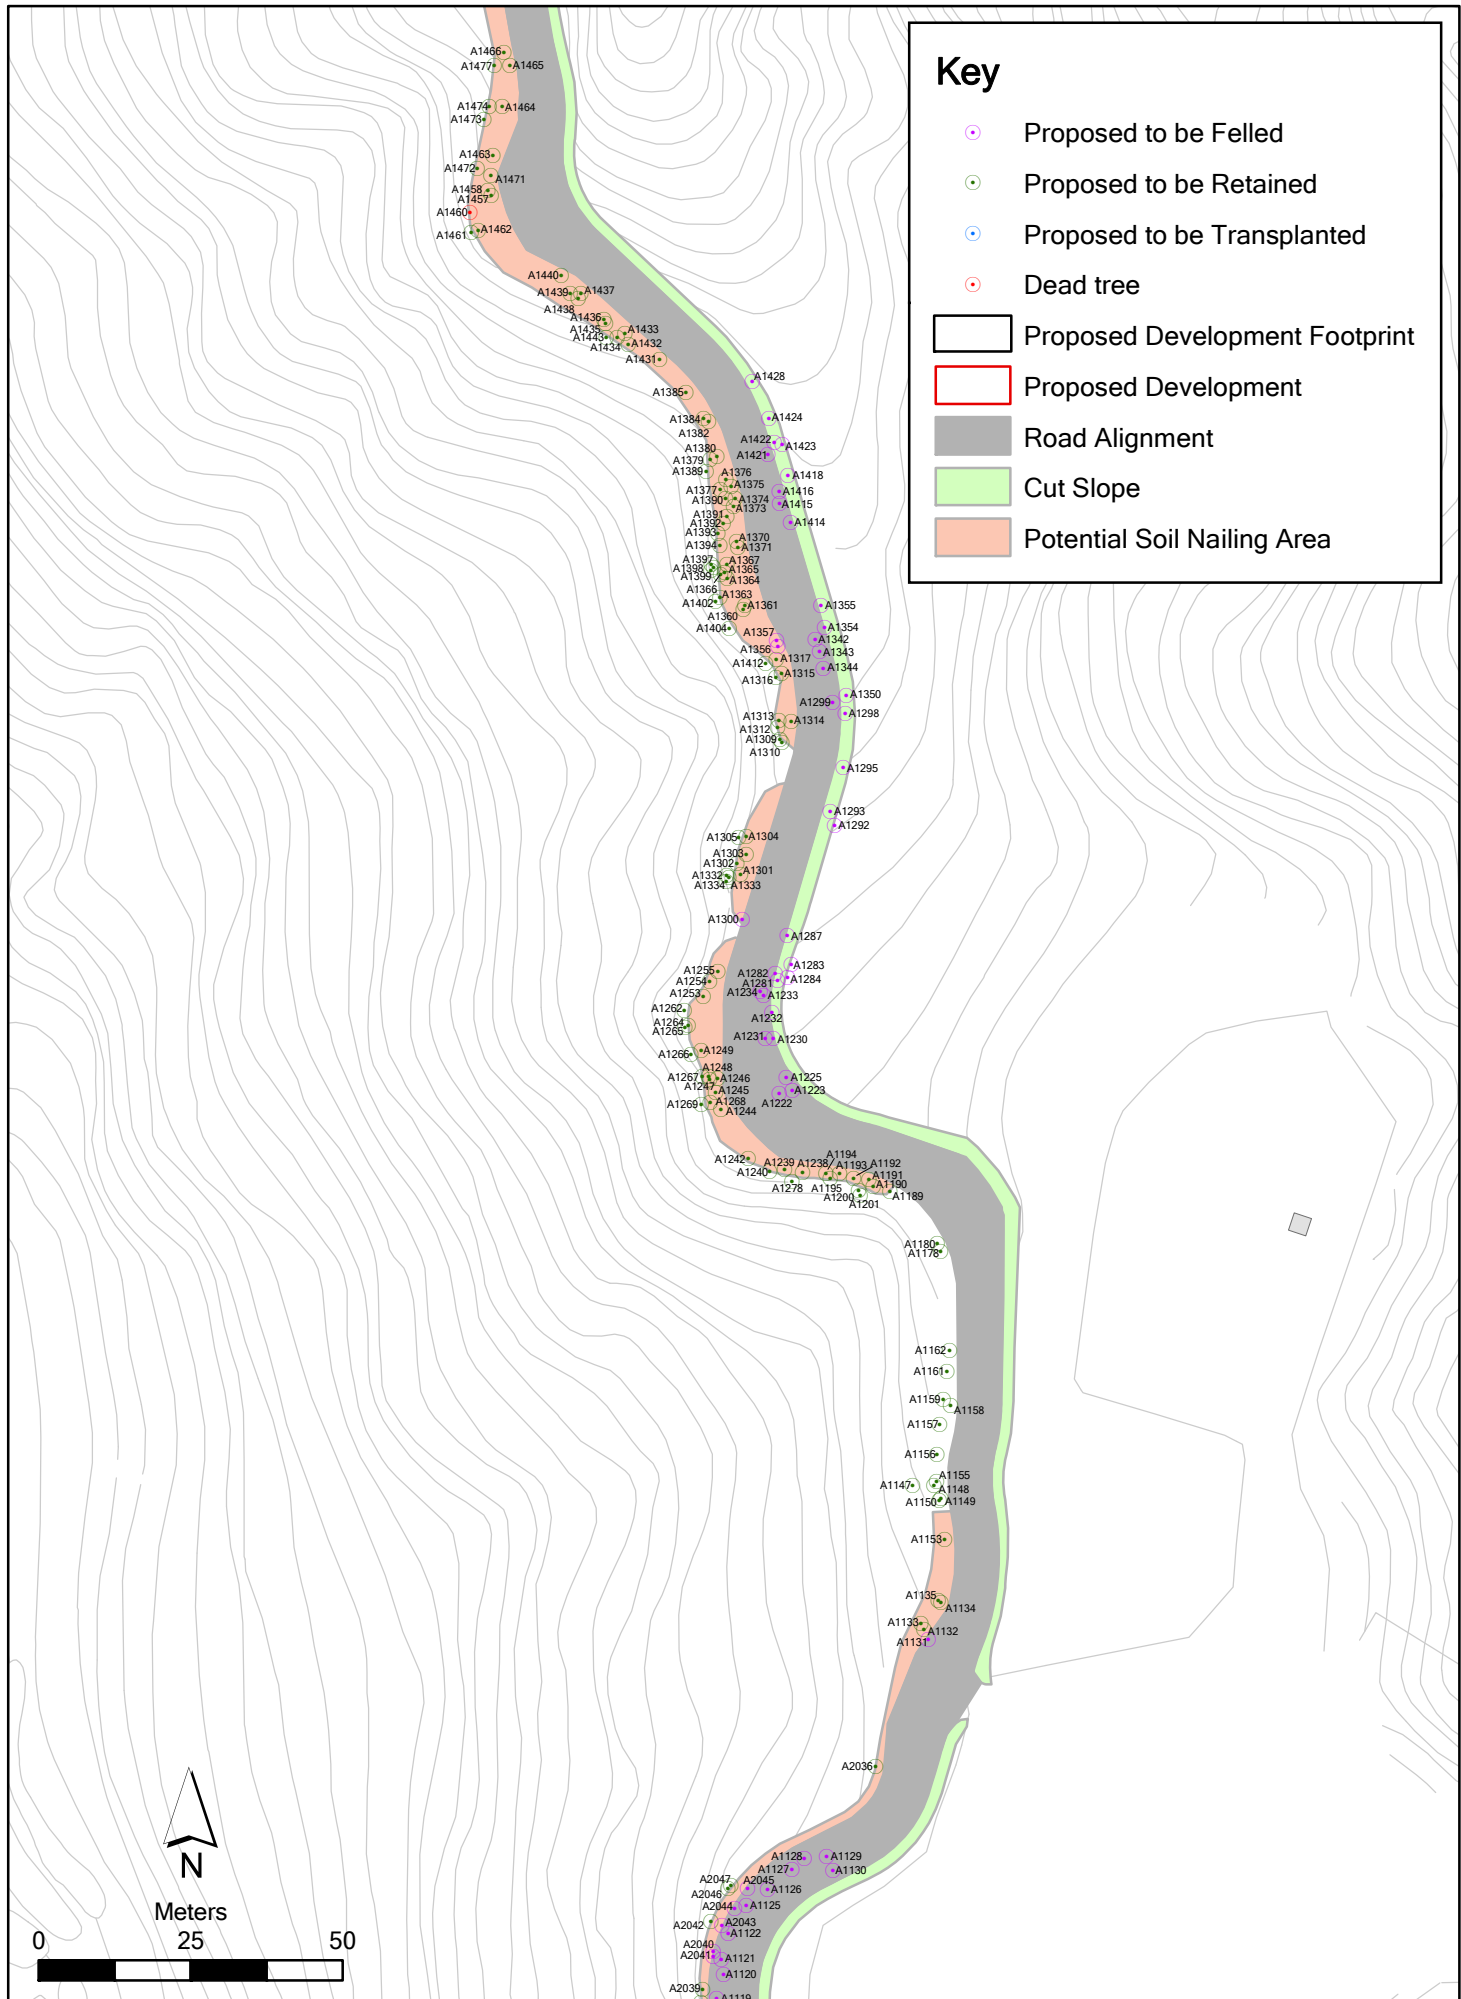 Key
Proposed to be Felled
Proposed to be Retained
Proposed to be Transplanted
Dead tree
Proposed Development Footprint
Proposed Development
Road Alignment
Cut Slope
Potential Soil Nailing Area
A1466
A1477 A1465
A1474 A1464
A1473
A1463
A1472
A1471
A1458
A1457
A1460
A1461 A1462
A1440
A1439 A1437
A1438
A1436
A1435 A1433
A1443 A1432
A1434
A1431
A1428
A1385
A1384 A1424
A1382
A1422 A1423
A1380 A1421
A1379
A1389 A1418
A1376
A1375
A1377 A1416
A1390 A1374
A1373 A1415
A1391
A1392 A1414
A1393
A1370
A1394 A1371
A1397 A1367
A1398 A1365
A1399 A1364
A1366
A1363
A1402 A1361 A1355
A1360
A1404 A1354
A1357 A1342
A1356 A1343
A1412 A1317
A1315 A1344
A1316
A1350
A1299
A1313 A1314 A1298
A1312
A1309
A1310
A1295
A1293
A1292
A1305 A1304
A1303
A1302
A1332 A1301
A1334 A1333
A1300
A1287
A1283
A1255 A1282
A1254 A1281 A1284
A1253 A1234 A1233
A1262
A1232
A1264
A1265
A1231 A1230
A1249
A1266
A1248
A1267 A1246 A1225
A1247 A1245 A1223
A1222
A1269 A1268
A1244
A1194
A1242 A1239 A1238 A1193 A1192
A1240 A1191
A1278 A1195 A1190
A1200 A1189
A1201
A1180
A1178
A1162
A1161
A1159
A1158
A1157
A1156
A1155
A1147 A1148
A1150 A1149
A1153
A1135
A1134
A1133
A1132
A1131
A2036
A1128 A1129
A1127 A1130
A2047 A2045
A2046 A1126
A2044 A1125
A2042 A2043
A1122
A2040
A2041 A1121
A1120
A2039
A1119
N
Meters
0 25 50